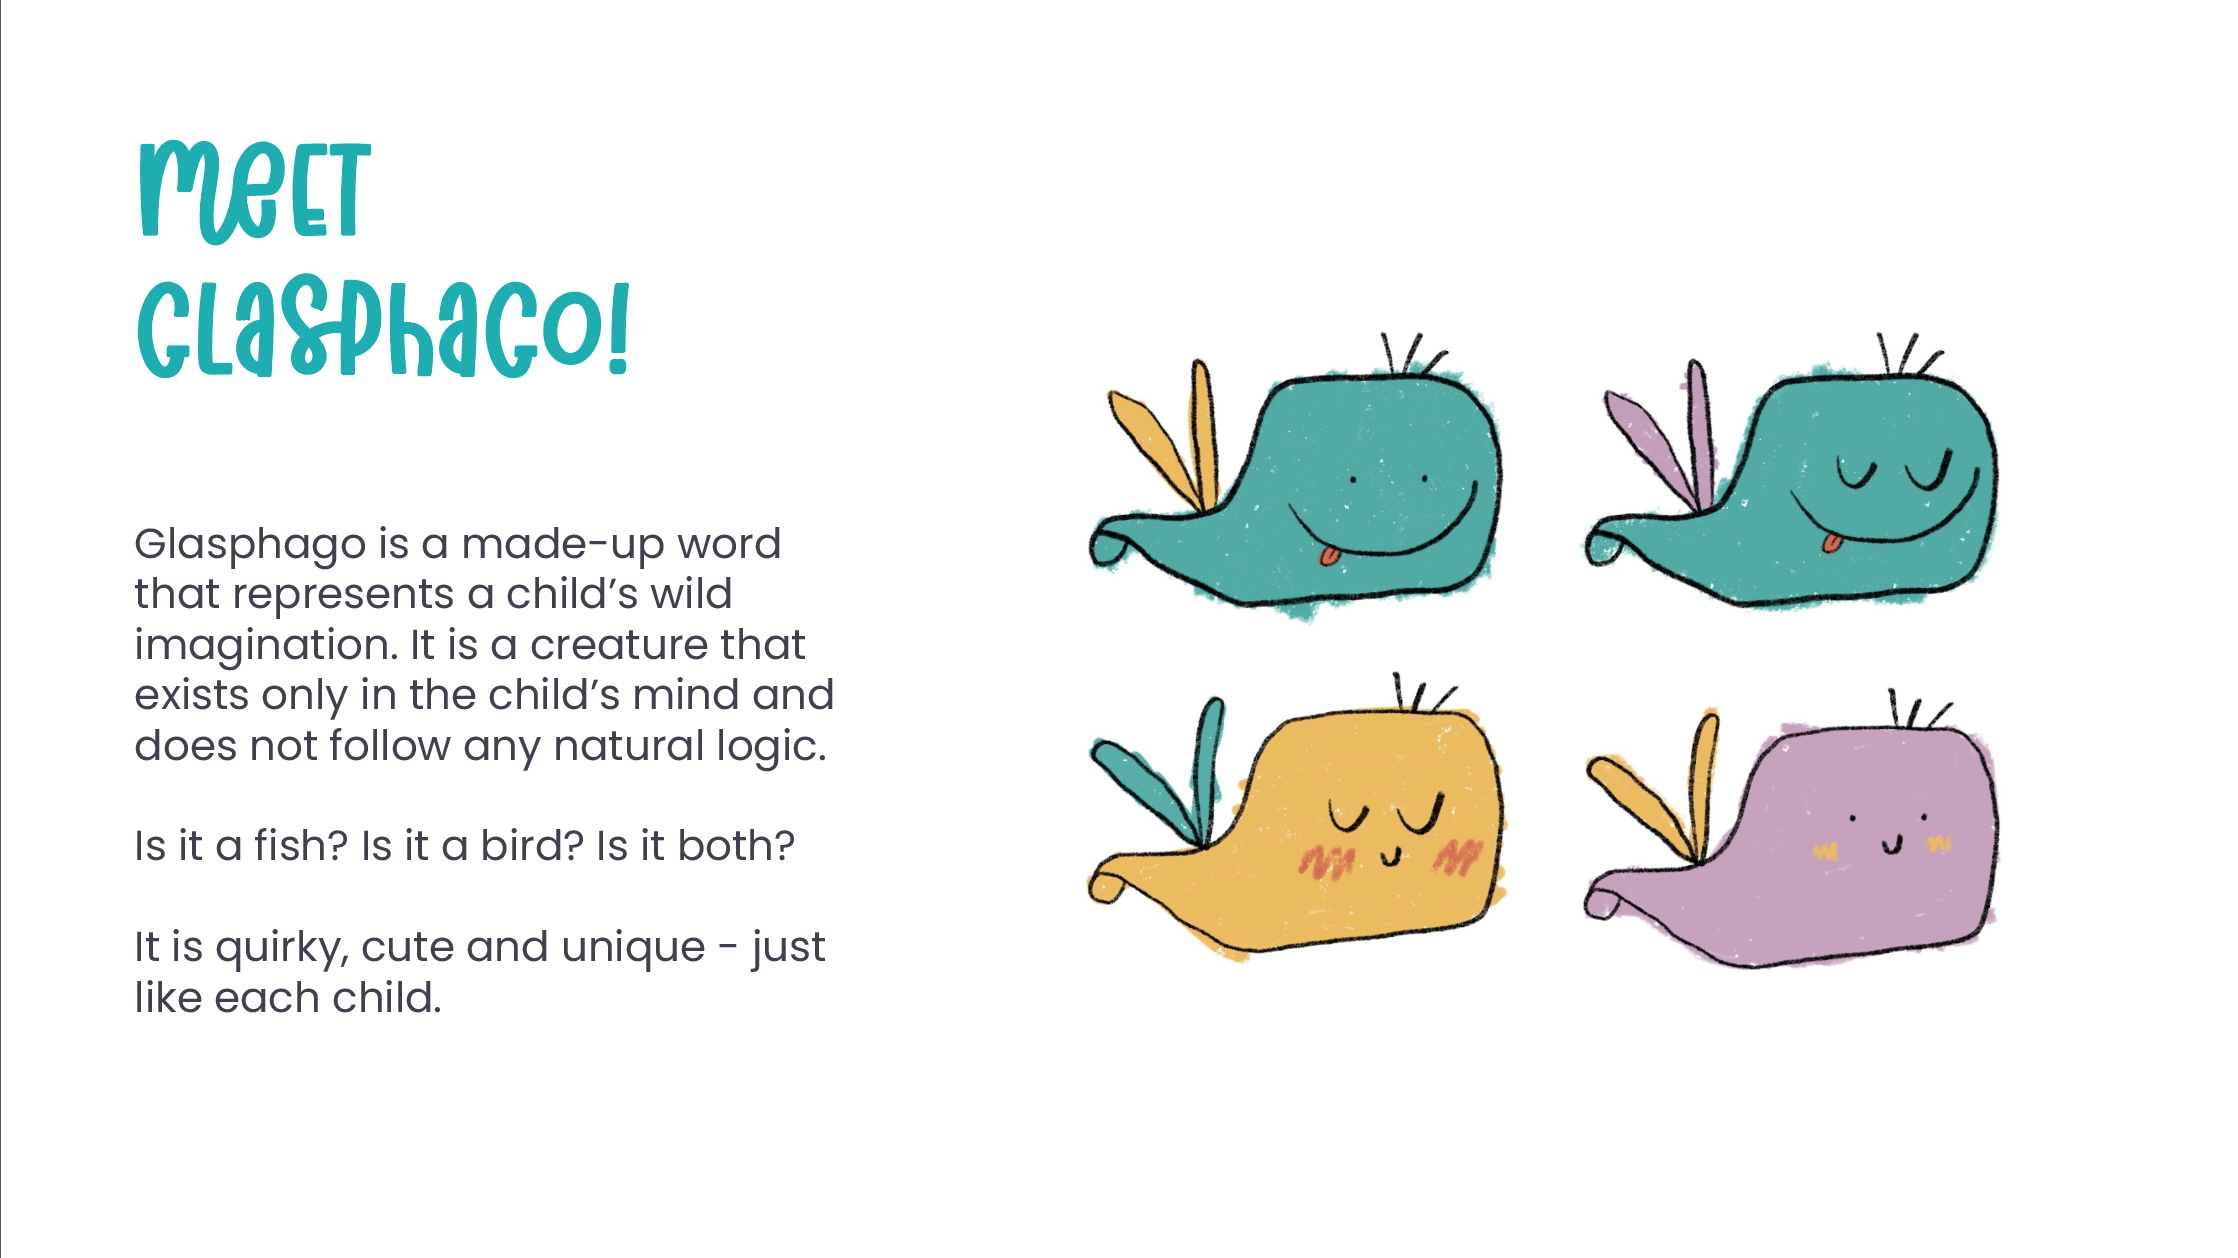 MeET
GLasphaGO!
Glasphago is a made-up word
that represents a child’s wild
imagination. It is a creature that
exists only in the child’s mind and
does not follow any natural logic.
Is it a fish? Is it a bird? Is it both?
It is quirky, cute and unique - just
like each child.